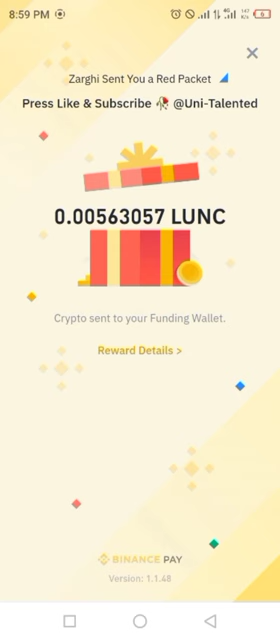 8:59 PM
Zarghi Sent You a Red Packet
Press Like & Subscribe 🥀 @Uni-Talented
0.00563057 LUNC
Crypto sent to your Funding Wallet.
Reward Details >
BINANCE PAY
Version: 1.1.48